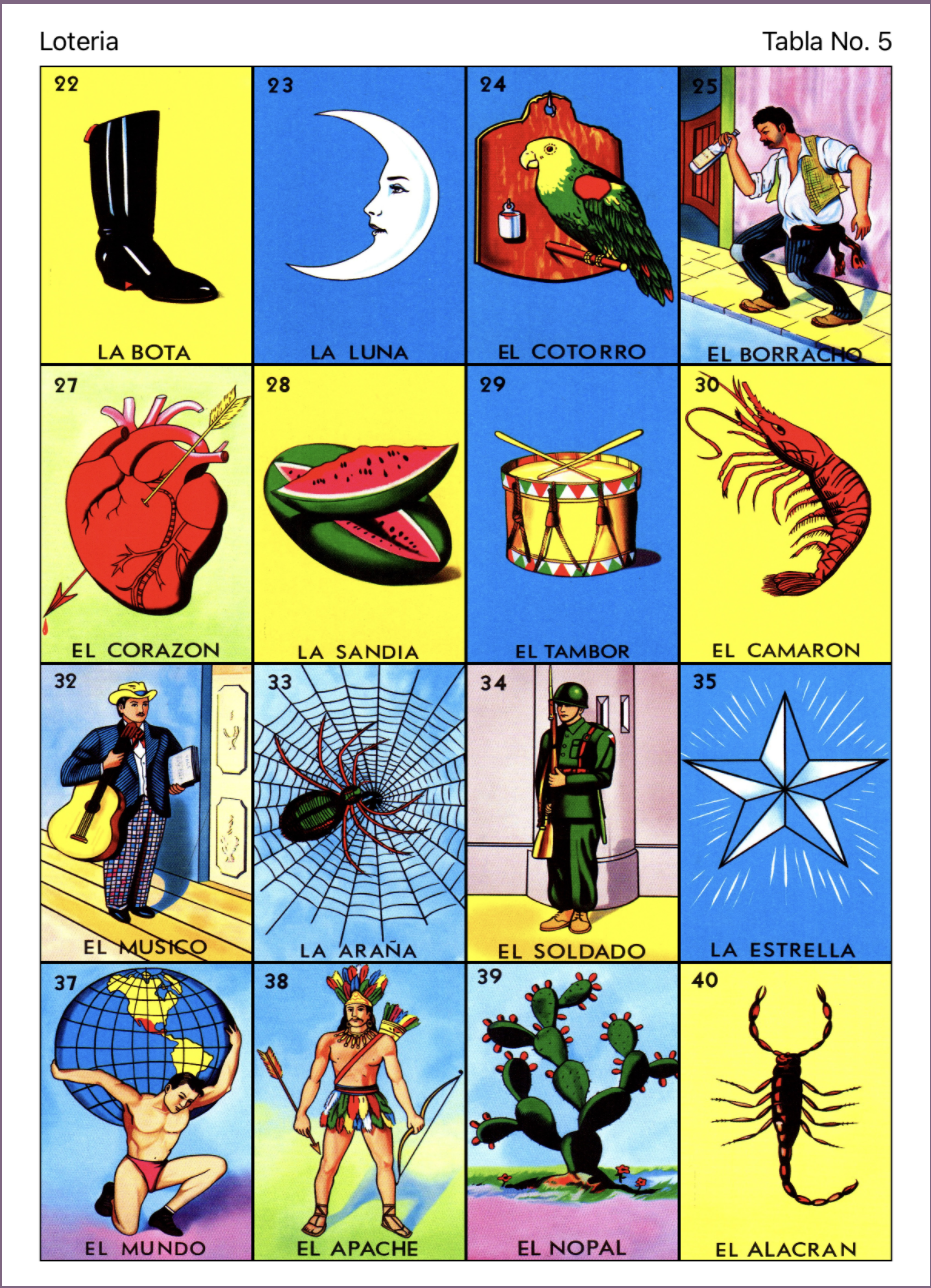 Loteria
Tabla No. 5
22
23
24
25
LA BOTA
LA LUNA
EL COTORRO
EL BORRACHO
27
28
29
30
EL CORAZON
LA SANDIA
EL TAMBOR
EL CAMARON
32
33
34
35
EL MUSICO
LA ARAÑA
EL SOLDADO
LA ESTRELLA
37
38
39
40
EL MUNDO
EL APACHE
EL NOPAL
EL ALACRAN